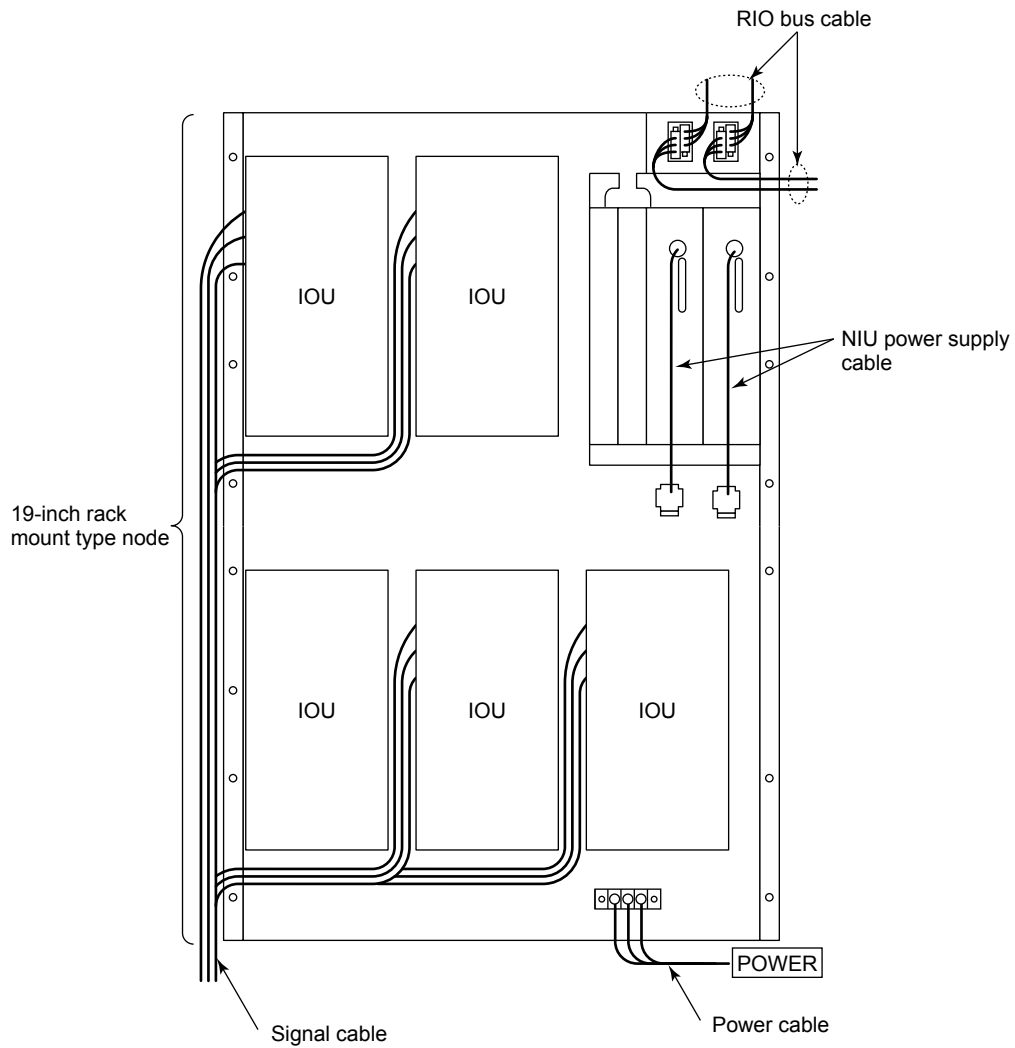 RIO bus cable
IOU
IOU
NIU power supply
cable
19-inch rack
mount type node
IOU
IOU
IOU
POWER
Power cable
Signal cable